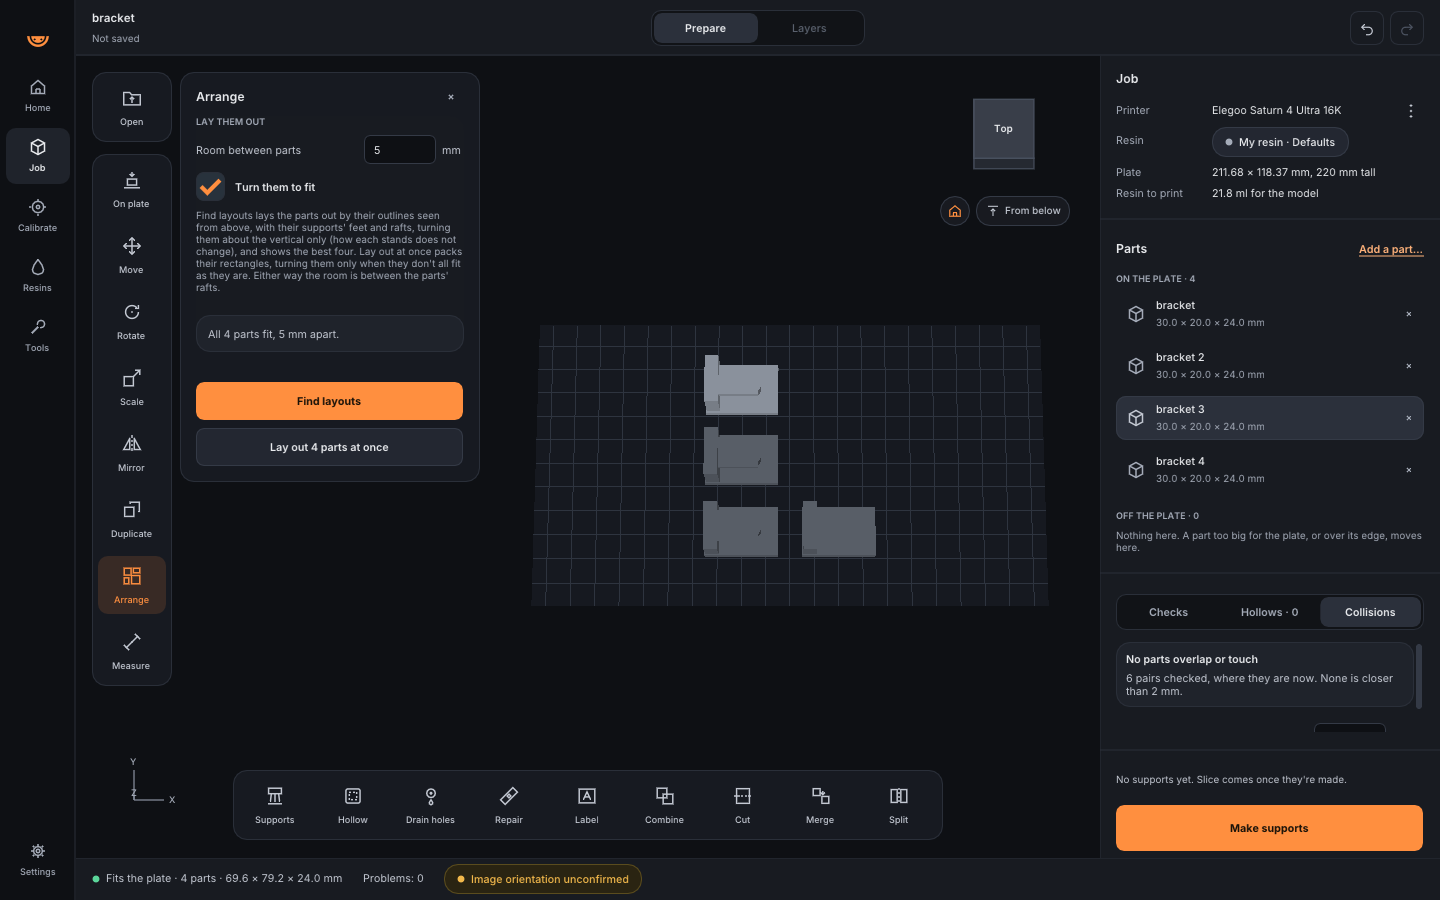 bracket
Not saved
Prepare
Layers
Home
Job
Calibrate
Resins
Tools
Settings
Open
On plate
Move
Rotate
Scale
Mirror
Duplicate
Arrange
Measure
Arrange
×
LAY THEM OUT
Room between parts
5
mm
Turn them to fit
Find layouts lays the parts out by their outlines seen
from above, with their supports' feet and rafts, turning
them about the vertical only (how each stands does not
change), and shows the best four. Lay out at once packs
their rectangles, turning them only when they don't all fit
as they are. Either way the room is between the parts'
rafts.
All 4 parts fit, 5 mm apart.
Find layouts
Lay out 4 parts at once
Top
From below
Y
Z
X
Supports
Hollow
Drain holes
Repair
Label
Combine
Cut
Merge
Split
Job
Printer
Elegoo Saturn 4 Ultra 16K
Resin
My resin · Defaults
Plate
211.68 × 118.37 mm, 220 mm tall
Resin to print
21.8 ml for the model
Parts
Add a part...
ON THE PLATE · 4
bracket
30.0 × 20.0 × 24.0 mm
×
bracket 2
30.0 × 20.0 × 24.0 mm
×
bracket 3
30.0 × 20.0 × 24.0 mm
×
bracket 4
30.0 × 20.0 × 24.0 mm
×
OFF THE PLATE · 0
Nothing here. A part too big for the plate, or over its edge, moves
here.
Checks
Hollows · 0
Collisions
No parts overlap or touch
6 pairs checked, where they are now. None is closer
than 2 mm.
No supports yet. Slice comes once they're made.
Make supports
Fits the plate · 4 parts · 69.6 × 79.2 × 24.0 mm
Problems: 0
Image orientation unconfirmed